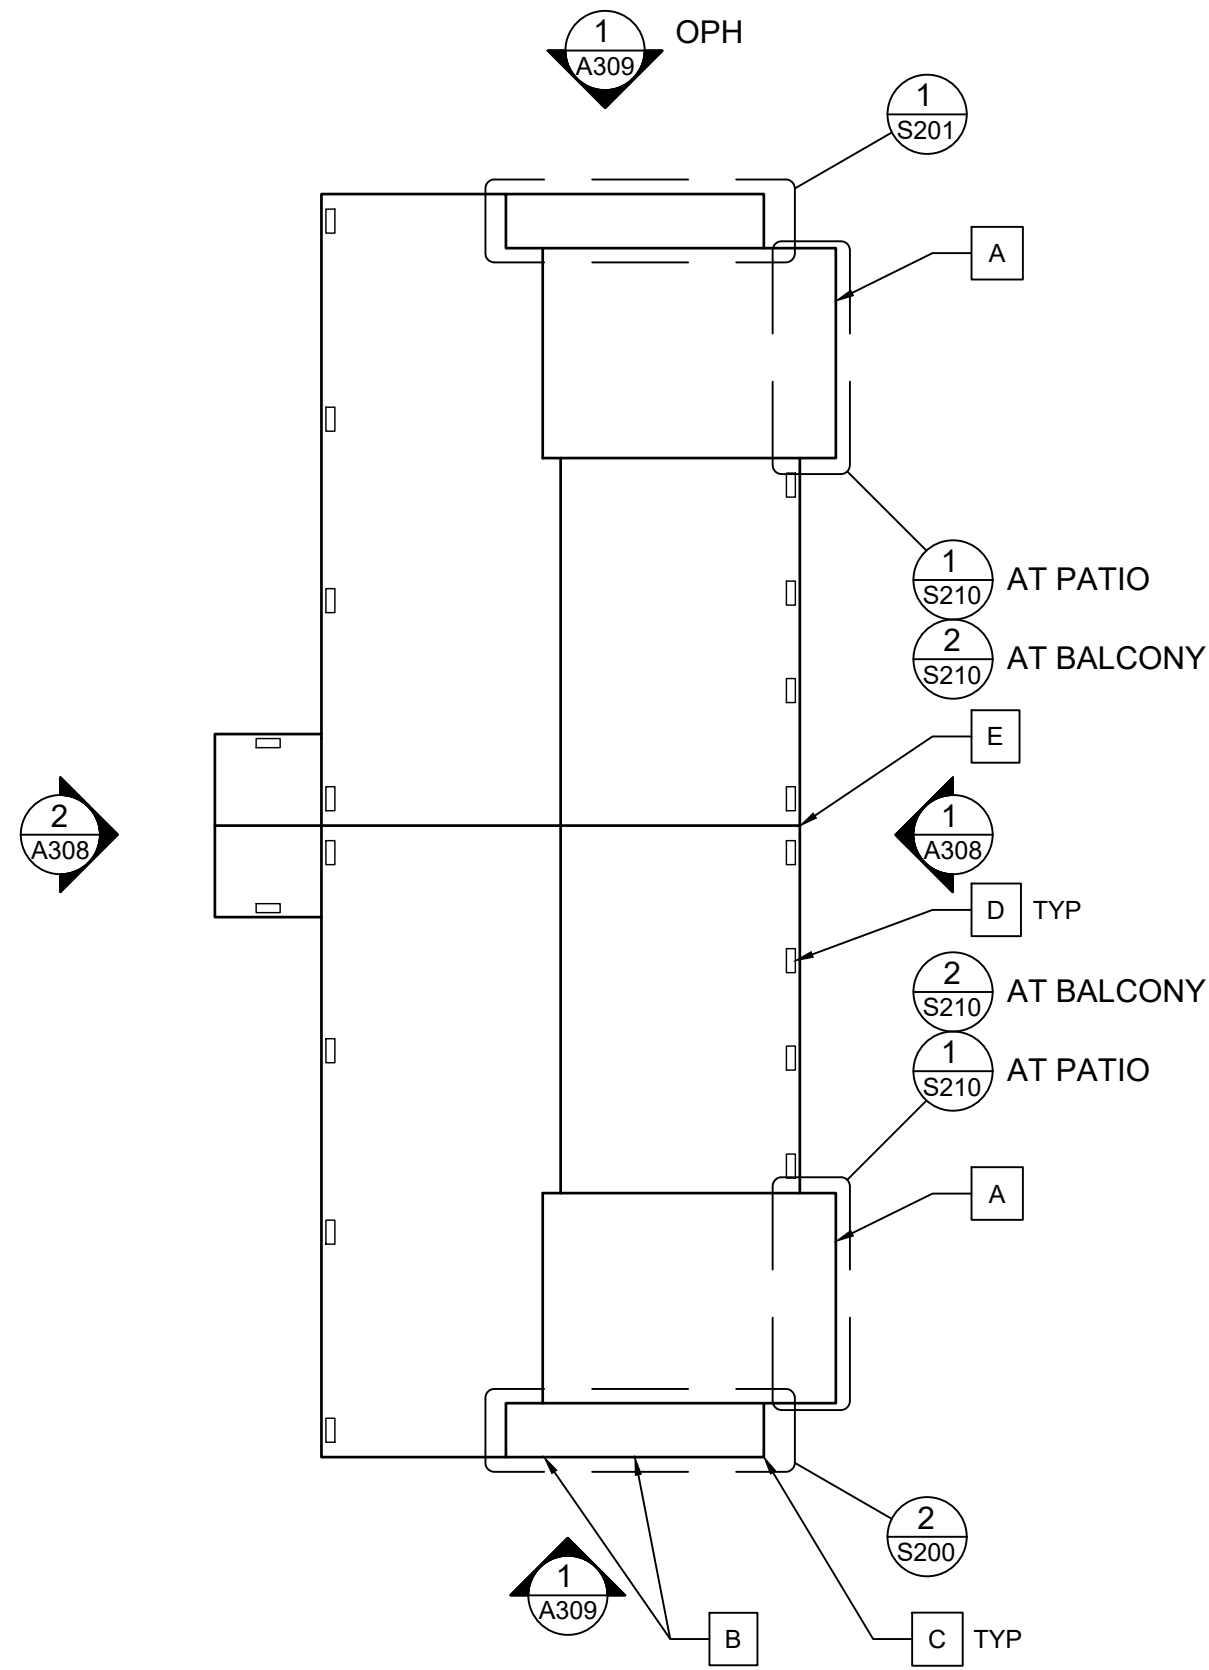 1
A309
OPH
1
S201
A
1
S210
AT PATIO
2
S210
AT BALCONY
E
2
A308
1
A308
D
TYP
2
S210
AT BALCONY
1
S210
AT PATIO
A
2
S200
1
A309
B
C
TYP